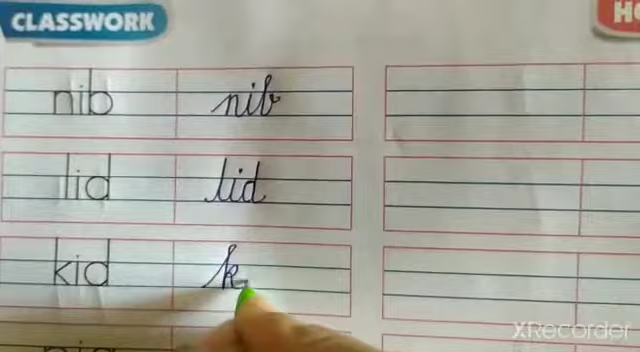 CLASSWORK
nib nib
lid lid
kid k
XRecorder